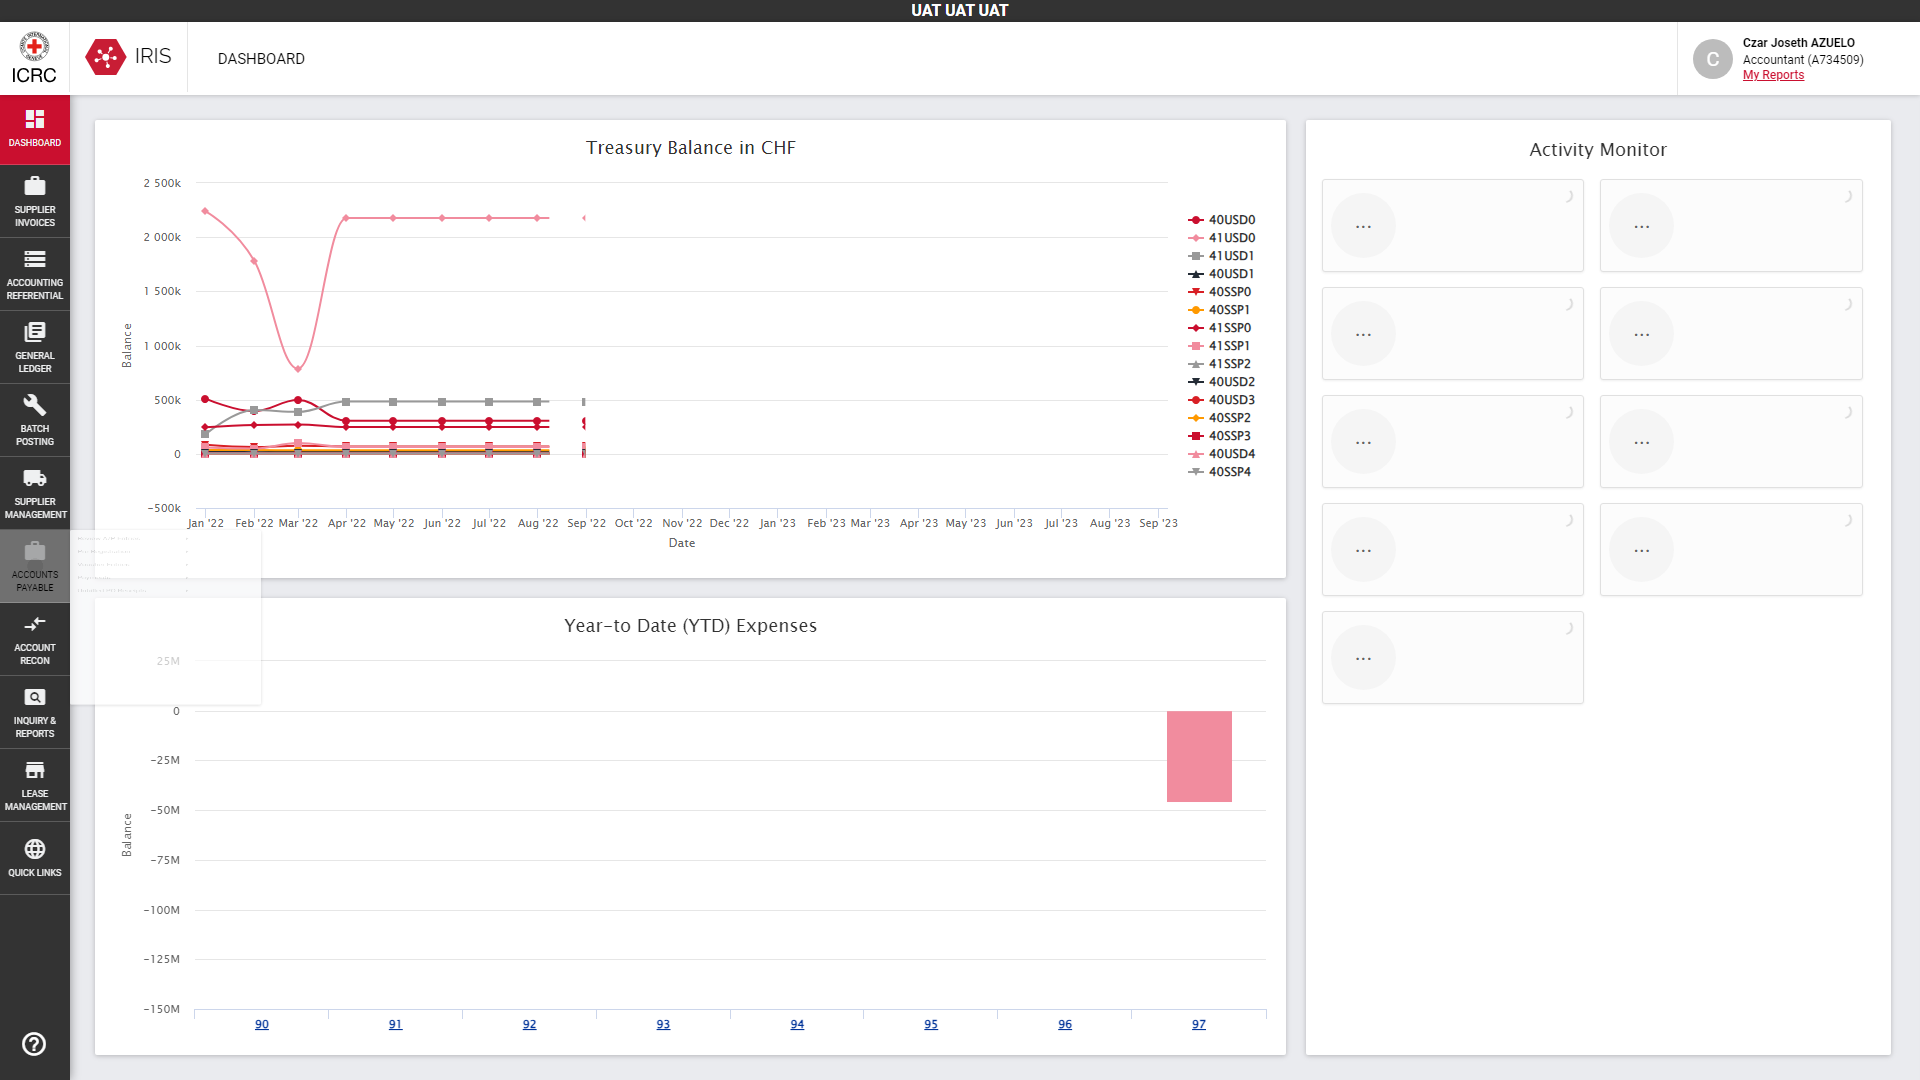 UAT UAT UAT
ICRC
IRIS
DASHBOARD
C
Czar Joseth AZUELO
Accountant (A734509)
My Reports
DASHBOARD
SUPPLIER
INVOICES
ACCOUNTING
REFERENTIAL
GENERAL
LEDGER
BATCH
POSTING
SUPPLIER
MANAGEMENT
ACCOUNTS
PAYABLE
ACCOUNT
RECON
INQUIRY &
REPORTS
LEASE
MANAGEMENT
QUICK LINKS
Treasury Balance in CHF
2 500k
2 000k
1 500k
1 000k
500k
0
−500k
Balance
Jan '22 Feb '22 Mar '22 Apr '22 May '22 Jun '22 Jul '22 Aug '22 Sep '22 Oct '22 Nov '22 Dec '22 Jan '23 Feb '23 Mar '23 Apr '23 May '23 Jun '23 Jul '23 Aug '23 Sep '23
Date
40USD0
41USD0
41USD1
40USD1
40SSP0
40SSP1
41SSP0
41SSP1
41SSP2
40USD2
40USD3
40SSP2
40SSP3
40USD4
40SSP4
Year-to Date (YTD) Expenses
25M
0
−25M
−50M
−75M
−100M
−125M
−150M
Balance
90 91 92 93 94 95 96 97
Activity Monitor
... ...
... ...
... ...
... ...
...